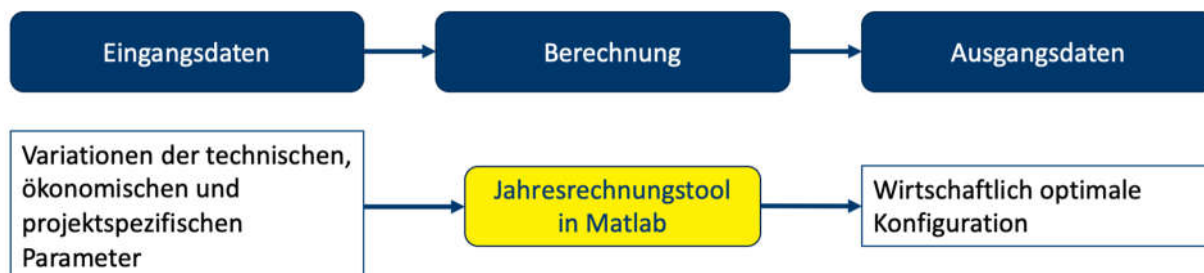 Eingangsdaten
Berechnung
Ausgangsdaten
Variationen der technischen,
ökonomischen und
projektspezifischen
Parameter
Jahresrechnungstool
in Matlab
Wirtschaftlich optimale
Konfiguration